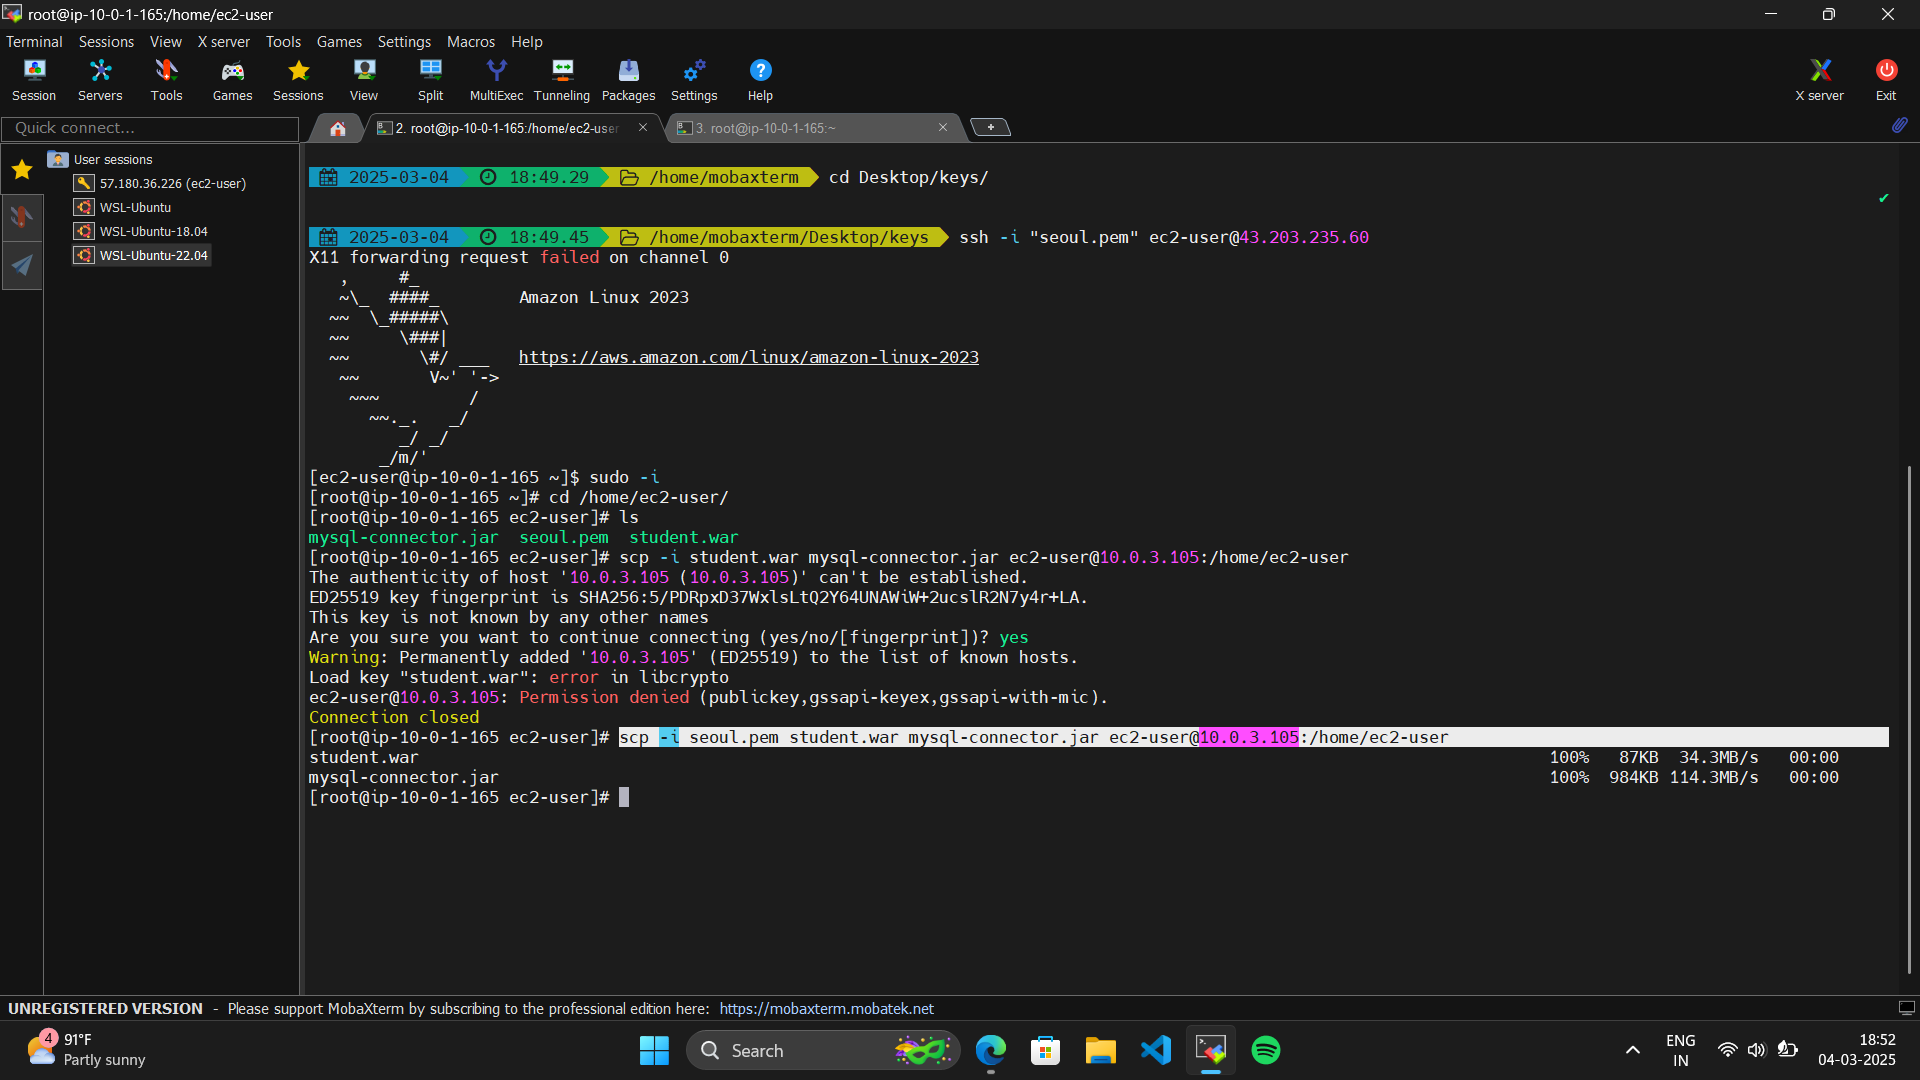 root@ip-10-0-1-165:/home/ec2-user
Terminal Sessions View X server Tools Games Settings Macros Help
Session Servers Tools Games Sessions View Split MultiExec Tunneling Packages Settings Help X server Exit
Quick connect...
2. root@ip-10-0-1-165:/home/ec2-user
3. root@ip-10-0-1-165:~
User sessions
57.180.36.226 (ec2-user)
WSL-Ubuntu
WSL-Ubuntu-18.04
WSL-Ubuntu-22.04
2025-03-04 18:49.29 /home/mobaxterm cd Desktop/keys/
2025-03-04 18:49.45 /home/mobaxterm/Desktop/keys ssh -i "seoul.pem" ec2-user@43.203.235.60
X11 forwarding request failed on channel 0
   ,     #_
   ~\_  ####_        Amazon Linux 2023
  ~~  \_#####\
  ~~     \###|
  ~~       \#/ ___   https://aws.amazon.com/linux/amazon-linux-2023
   ~~       V~' '->
    ~~~         /
      ~~._.   _/
         _/ _/
       _/m/'
[ec2-user@ip-10-0-1-165 ~]$ sudo -i
[root@ip-10-0-1-165 ~]# cd /home/ec2-user/
[root@ip-10-0-1-165 ec2-user]# ls
mysql-connector.jar  seoul.pem  student.war
[root@ip-10-0-1-165 ec2-user]# scp -i student.war mysql-connector.jar ec2-user@10.0.3.105:/home/ec2-user
The authenticity of host '10.0.3.105 (10.0.3.105)' can't be established.
ED25519 key fingerprint is SHA256:5/PDRpxD37WxlsLtQ2Y64UNAWiW+2ucslR2N7y4r+LA.
This key is not known by any other names
Are you sure you want to continue connecting (yes/no/[fingerprint])? yes
Warning: Permanently added '10.0.3.105' (ED25519) to the list of known hosts.
Load key "student.war": error in libcrypto
ec2-user@10.0.3.105: Permission denied (publickey,gssapi-keyex,gssapi-with-mic).
Connection closed
[root@ip-10-0-1-165 ec2-user]# scp -i seoul.pem student.war mysql-connector.jar ec2-user@10.0.3.105:/home/ec2-user
student.war 100% 87KB 34.3MB/s 00:00
mysql-connector.jar 100% 984KB 114.3MB/s 00:00
[root@ip-10-0-1-165 ec2-user]#
UNREGISTERED VERSION - Please support MobaXterm by subscribing to the professional edition here: https://mobaxterm.mobatek.net
4
91°F
Partly sunny
Search
ENG
IN
18:52
04-03-2025